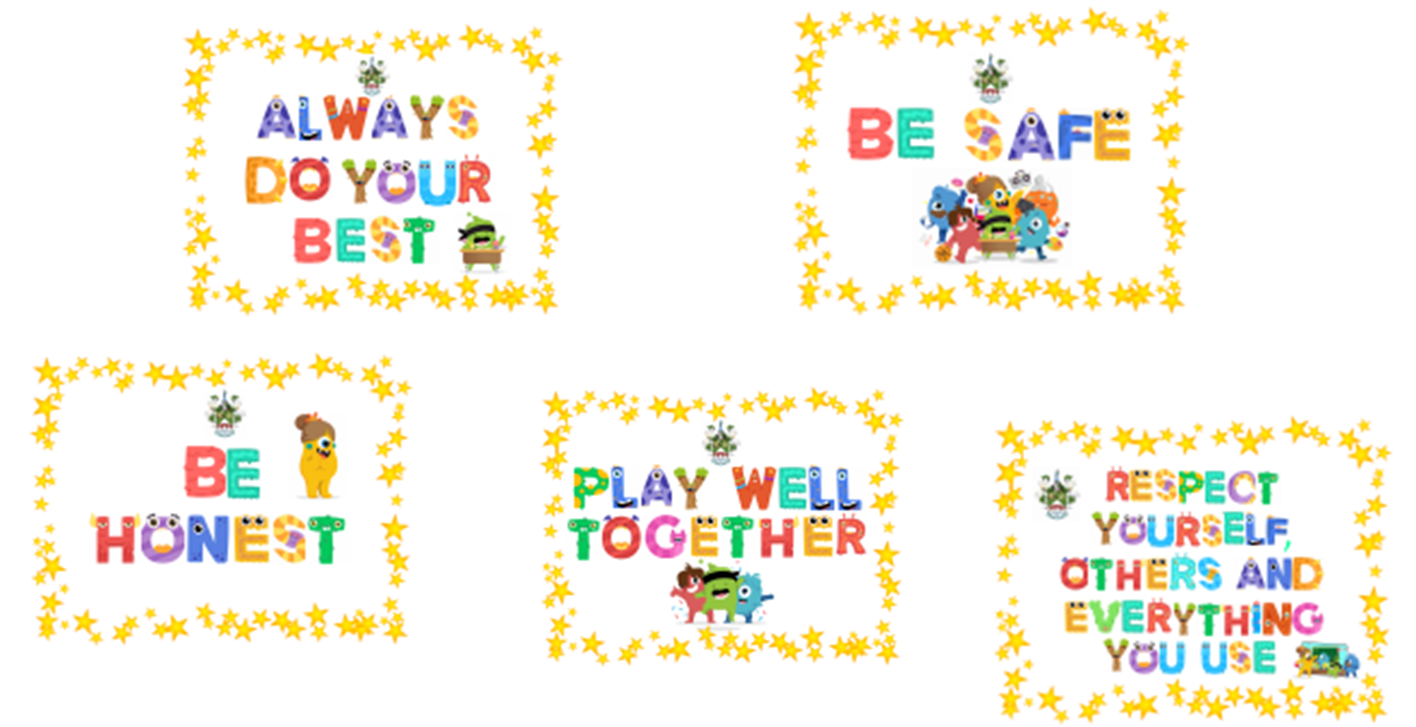 ALWAYS
DO YOUR
BEST
BE SAFE
BE
HONEST
PLAY WELL
TOGETHER
RESPECT
YOURSELF,
OTHERS AND
EVERYTHING
YOU USE